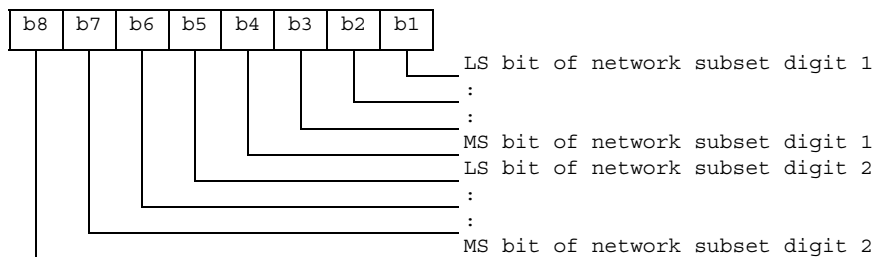 b8 b7 b6 b5 b4 b3 b2 b1
LS bit of network subset digit 1
:
:
MS bit of network subset digit 1
LS bit of network subset digit 2
:
:
MS bit of network subset digit 2